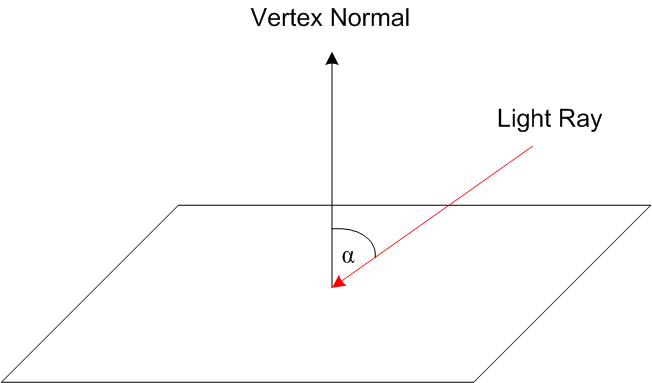 Vertex Normal
Light Ray
α